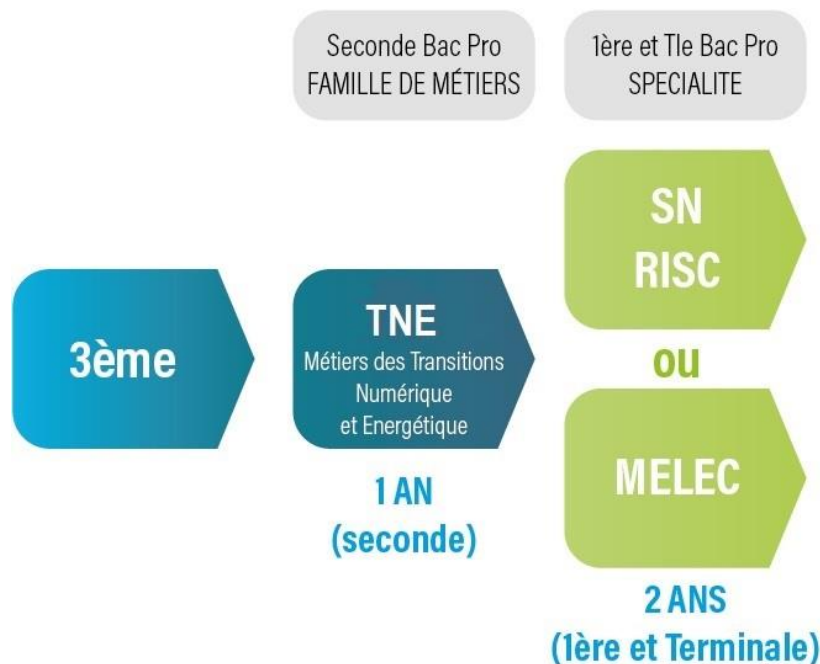 Seconde Bac Pro
FAMILLE DE MÉTIERS
1ère et Tle Bac Pro
SPECIALITE
3ème
TNE
Métiers des Transitions
Numérique
et Energétique
1 AN
(seconde)
SN
RISC
ou
MELEC
2 ANS
(1ère et Terminale)